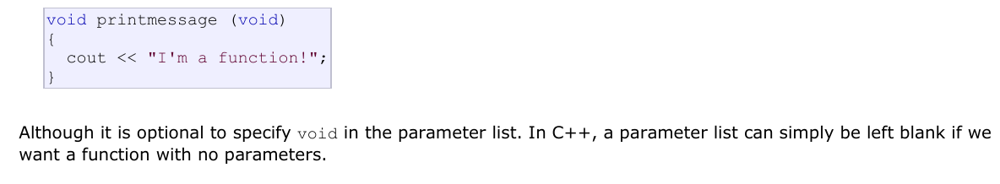 void printmessage (void)
{
  cout << "I'm a function!";
}
Although it is optional to specify void in the parameter list. In C++, a parameter list can simply be left blank if we
want a function with no parameters.